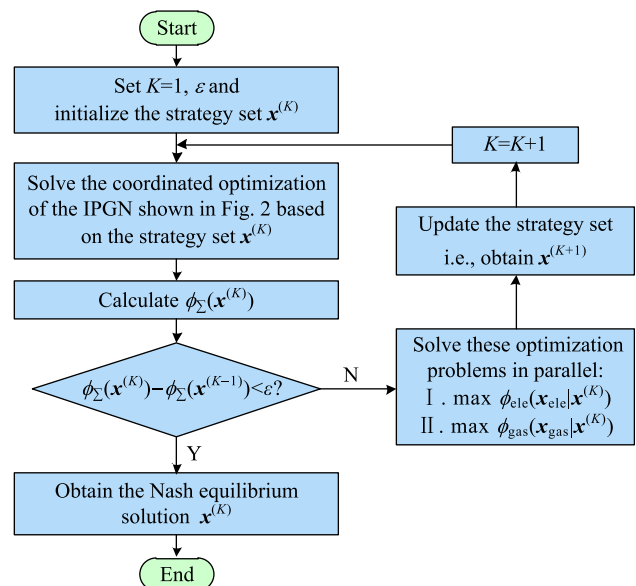 Start
Set K=1, ε and
initialize the strategy set x^(K)
K=K+1
Solve the coordinated optimization
of the IPGN shown in Fig. 2 based
on the strategy set x^(K)
Update the strategy set
i.e., obtain x^(K+1)
Calculate ϕ_Σ(x^(K))
ϕ_Σ(x^(K))−ϕ_Σ(x^(K−1))<ε?
N
Solve these optimization
problems in parallel:
Ⅰ. max ϕ_ele(x_ele|x^(K))
Ⅱ. max ϕ_gas(x_gas|x^(K))
Y
Obtain the Nash equilibrium
solution x^(K)
End